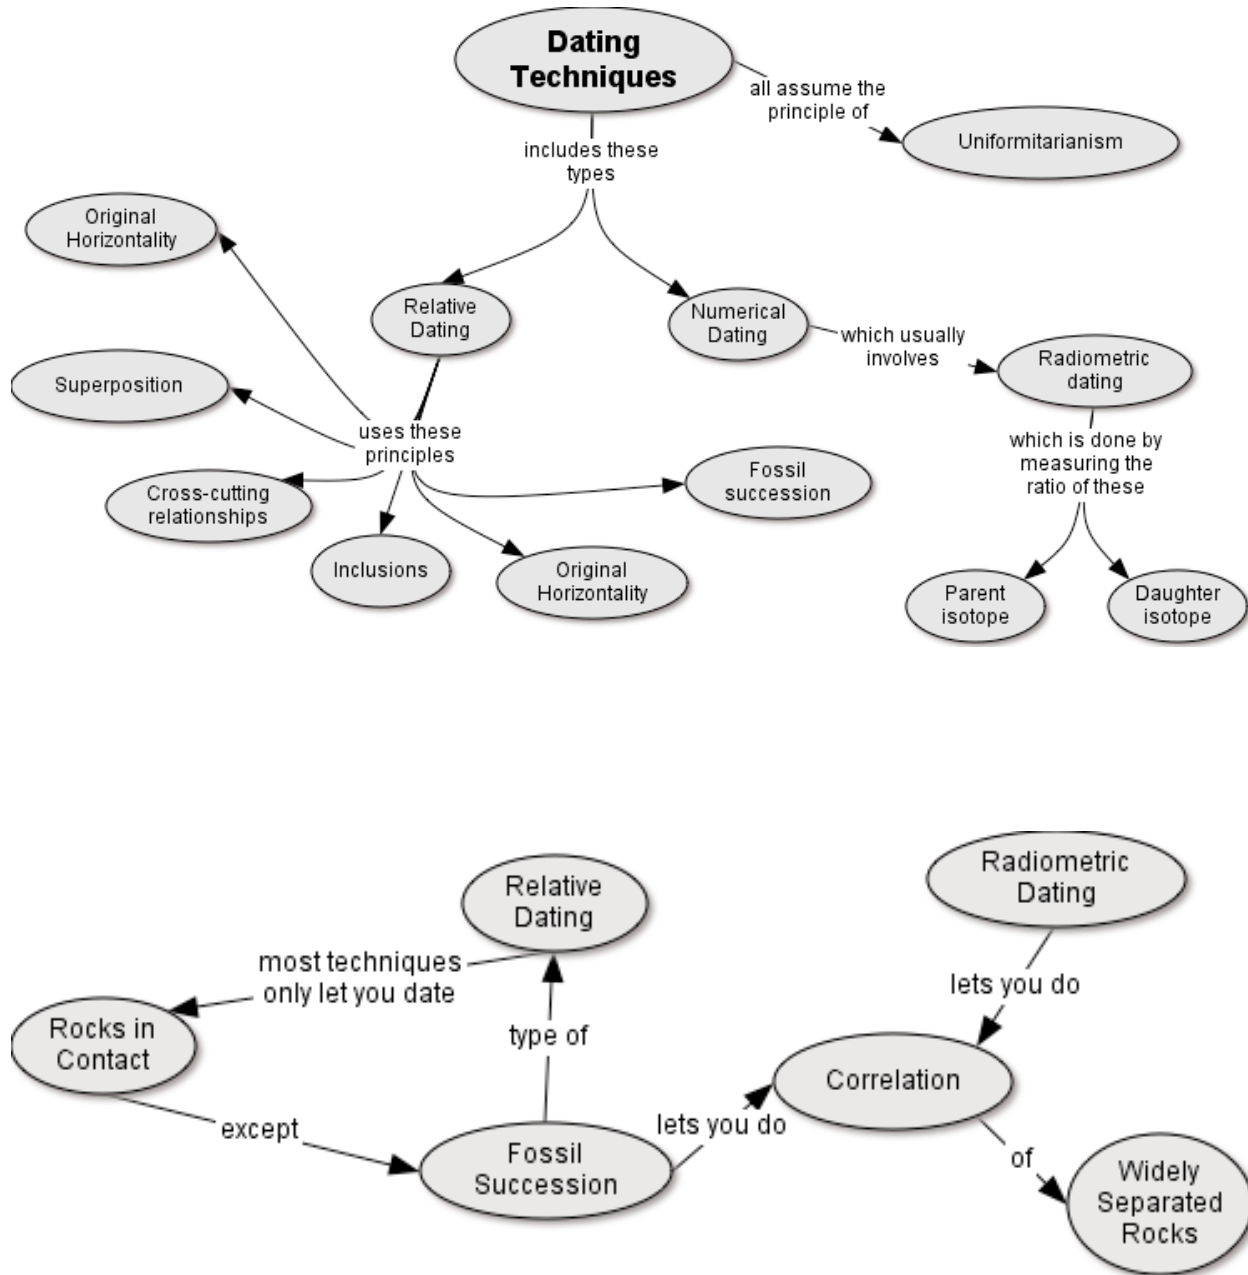 Dating
Techniques
all assume the
principle of
Uniformitarianism
includes these
types
Original
Horizontality
Relative
Dating
Numerical
Dating
which usually
involves
Radiometric
dating
Superposition
uses these
principles
which is done by
measuring the
ratio of these
Fossil
succession
Cross-cutting
relationships
Inclusions
Original
Horizontality
Parent
isotope
Daughter
isotope
Relative
Dating
Radiometric
Dating
most techniques
only let you date
lets you do
Rocks in
Contact
type of
Correlation
except
lets you do
Fossil
Succession
of
Widely
Separated
Rocks